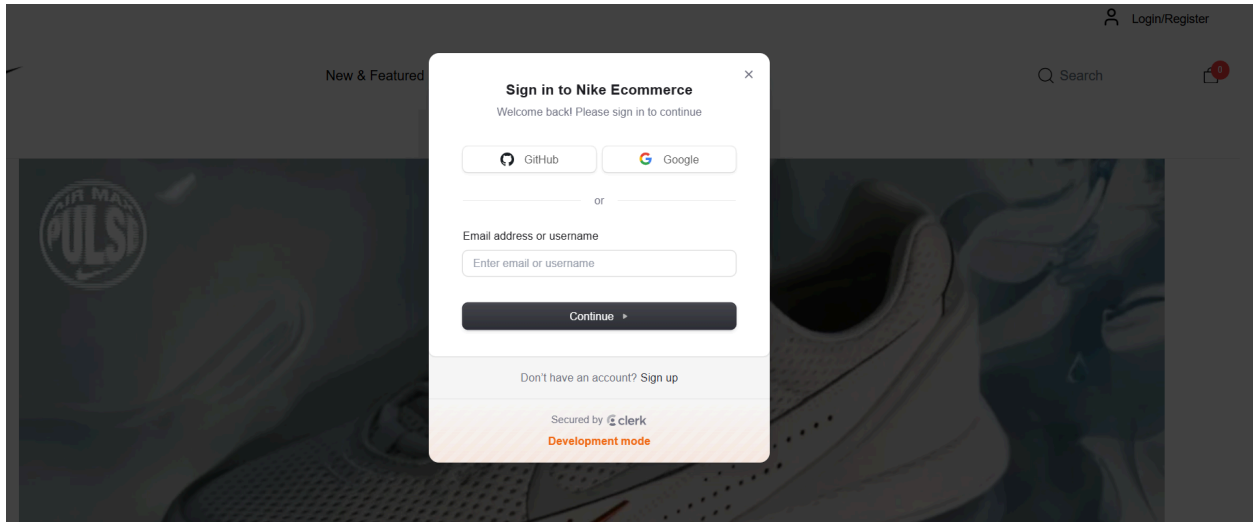 Login/Register
New & Featured
Search
0
Sign in to Nike Ecommerce
Welcome back! Please sign in to continue
GitHub
Google
or
Email address or username
Enter email or username
Continue
Don't have an account? Sign up
Secured by clerk
Development mode
AIR MAX
PULSE